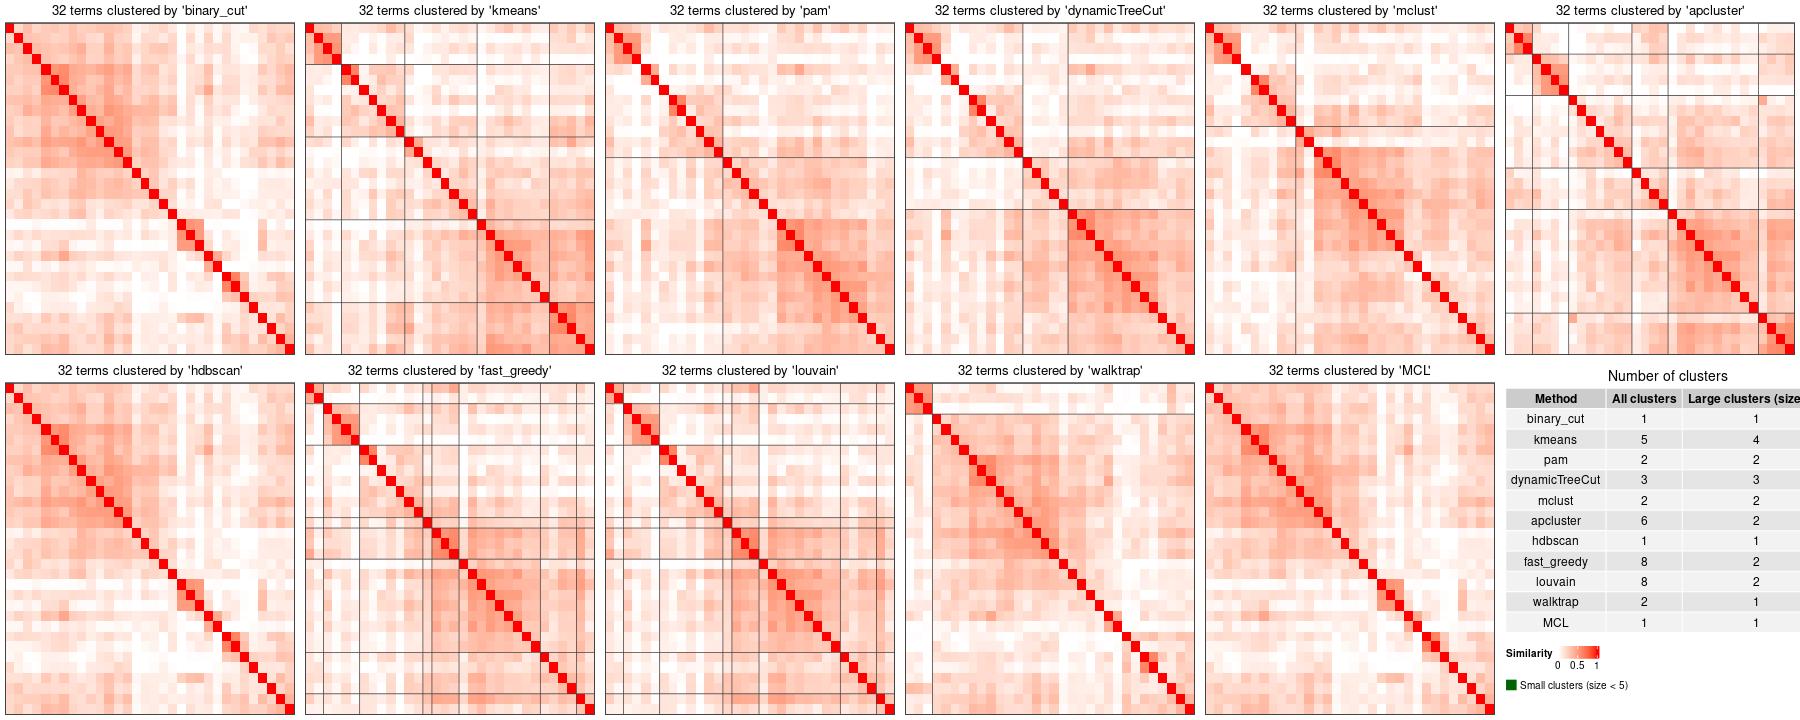 32 terms clustered by 'binary_cut'
32 terms clustered by 'kmeans'
32 terms clustered by 'pam'
32 terms clustered by 'dynamicTreeCut'
32 terms clustered by 'mclust'
32 terms clustered by 'apcluster'
32 terms clustered by 'hdbscan'
32 terms clustered by 'fast_greedy'
32 terms clustered by 'louvain'
32 terms clustered by 'walktrap'
32 terms clustered by 'MCL'
Number of clusters
Method All clusters Large clusters (size
binary_cut 1 1
kmeans 5 4
pam 2 2
dynamicTreeCut 3 3
mclust 2 2
apcluster 6 2
hdbscan 1 1
fast_greedy 8 2
louvain 8 2
walktrap 2 1
MCL 1 1
Similarity
0 0.5 1
Small clusters (size < 5)